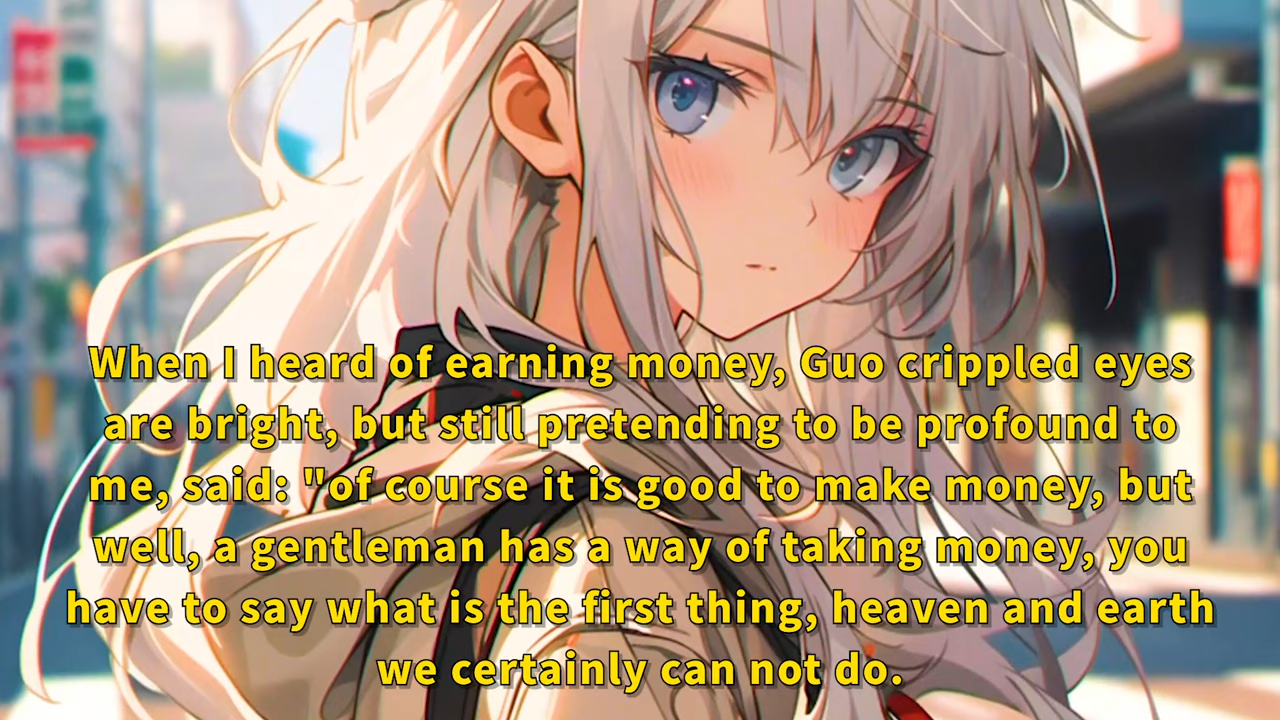 When I heard of earning money, Guo crippled eyes
are bright, but still pretending to be profound to
me, said: "of course it is good to make money, but
well, a gentleman has a way of taking money, you
have to say what is the first thing, heaven and earth
we certainly can not do.